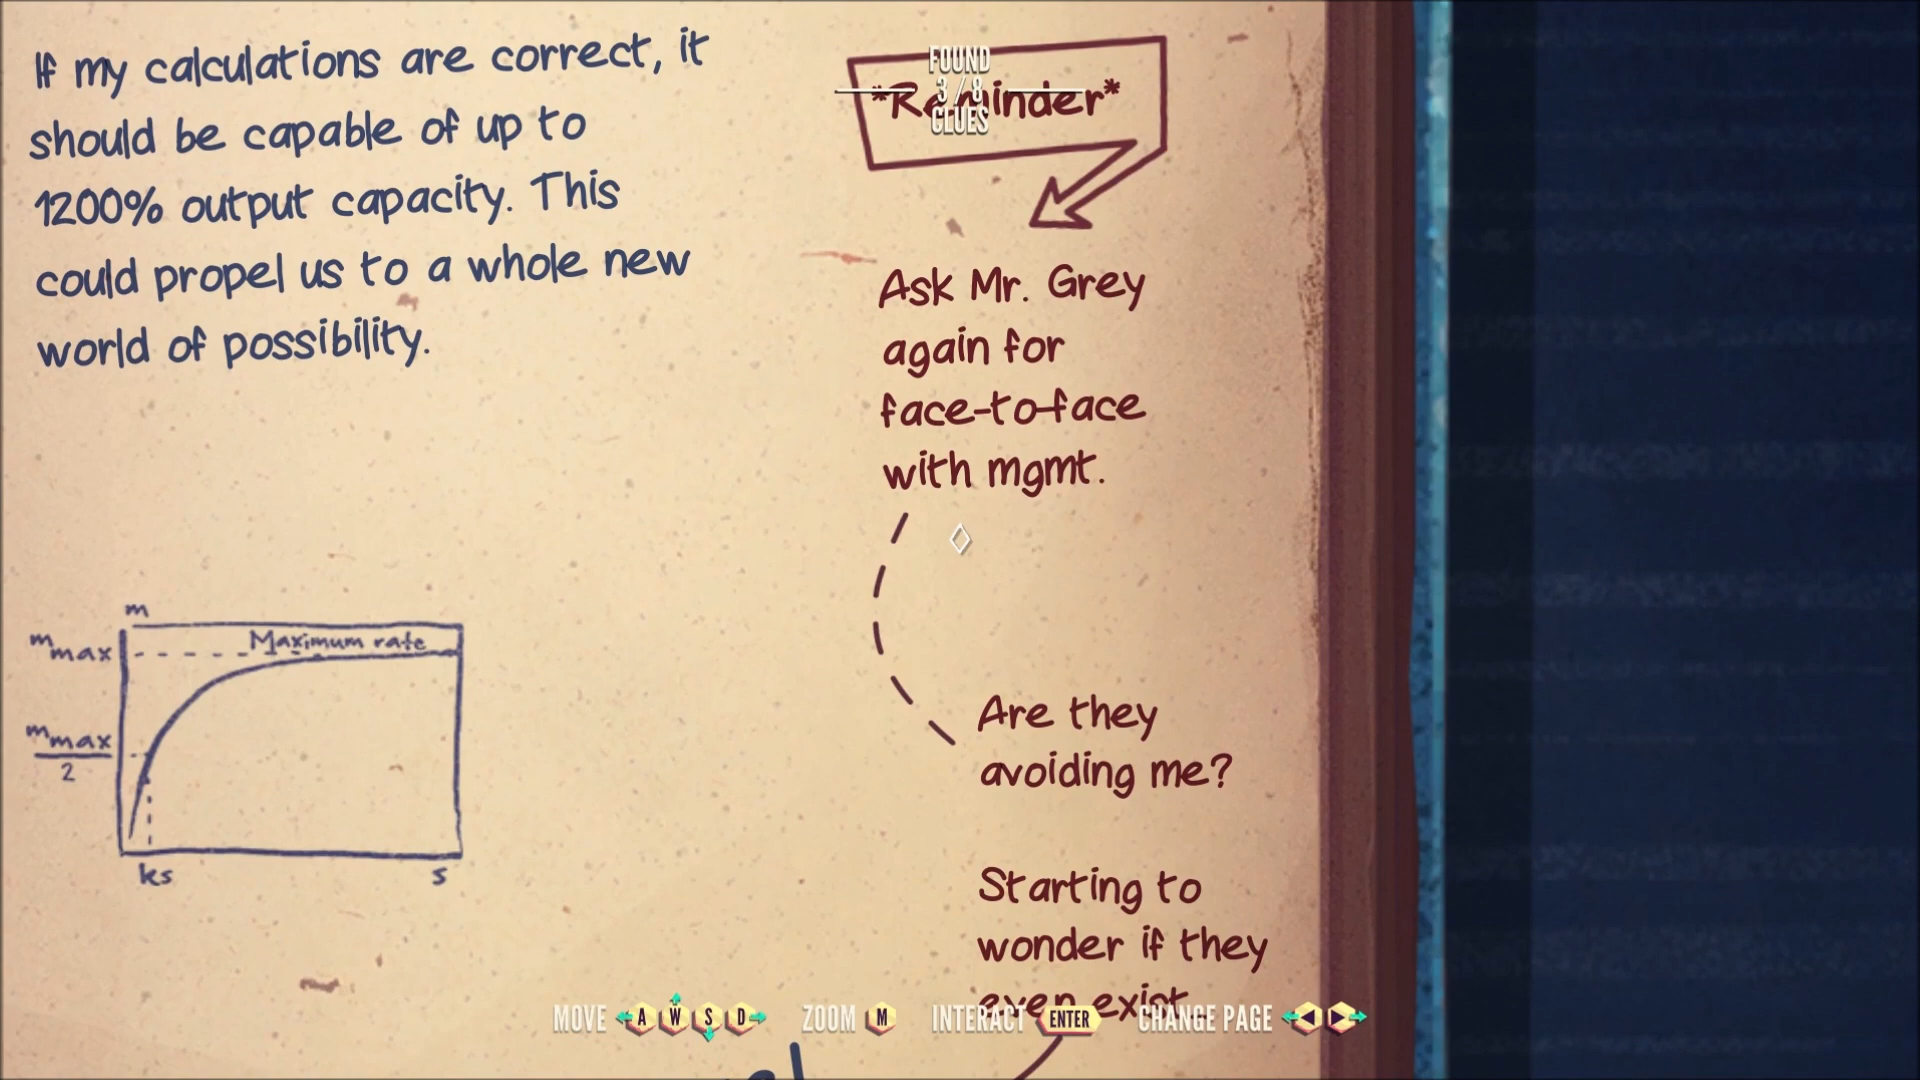 If my calculations are correct, it
should be capable of up to
1200% output capacity. This
could propel us to a whole new
world of possibility.
FOUND
3 / 8
CLUES
*Reminder*
Ask Mr. Grey
again for
face-to-face
with mgmt.
Are they
avoiding me?
Starting to
wonder if they
even exist
m
m max
Maximum rate
m max
2
ks
s
MOVE A W S D
ZOOM M
INTERACT ENTER
CHANGE PAGE